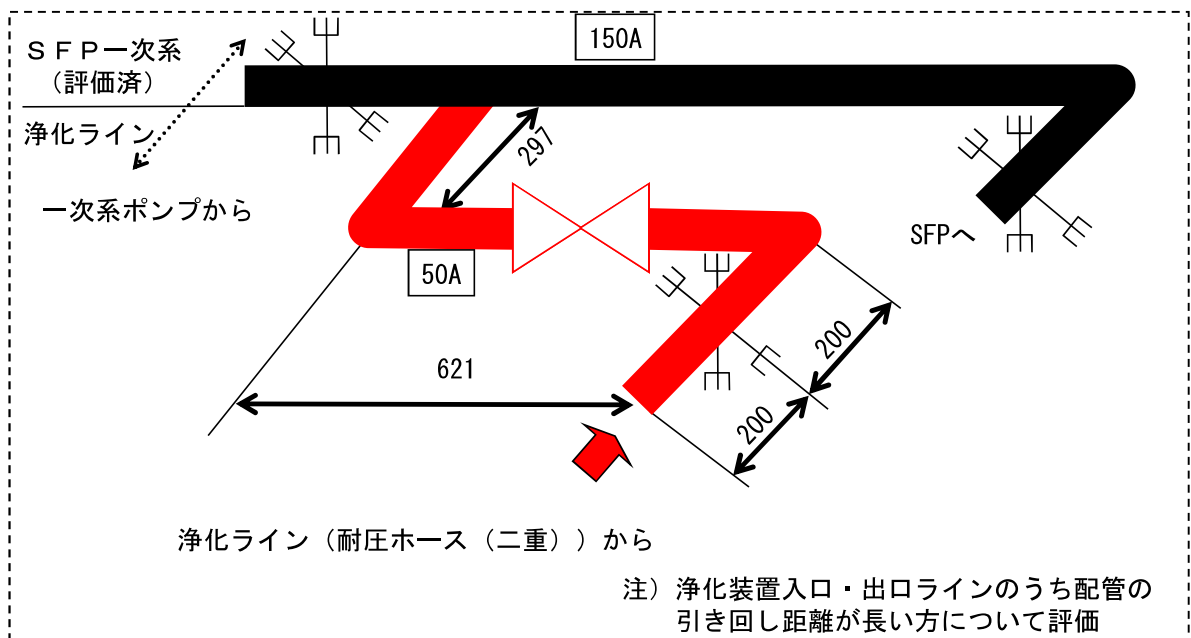 150A
ＳＦＰ一次系
（評価済）
浄化ライン
一次系ポンプから
297
SFPへ
50A
621
200
200
浄化ライン（耐圧ホース（二重））から
注）浄化装置入口・出口ラインのうち配管の
引き回し距離が長い方について評価